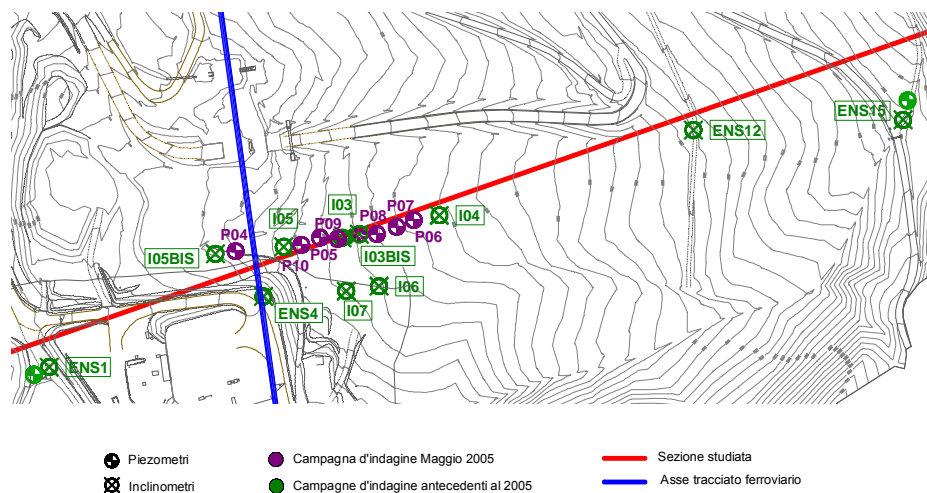 ENS15
ENS12
P07
I03
P08
I04
I05
P09
P04
P06
P05
I05BIS
I03BIS
P10
I06
ENS4
I07
ENS1
Piezometri
Campagna d'indagine Maggio 2005
Sezione studiata
Inclinometri
Campagne d'indagine antecedenti al 2005
Asse tracciato ferroviario